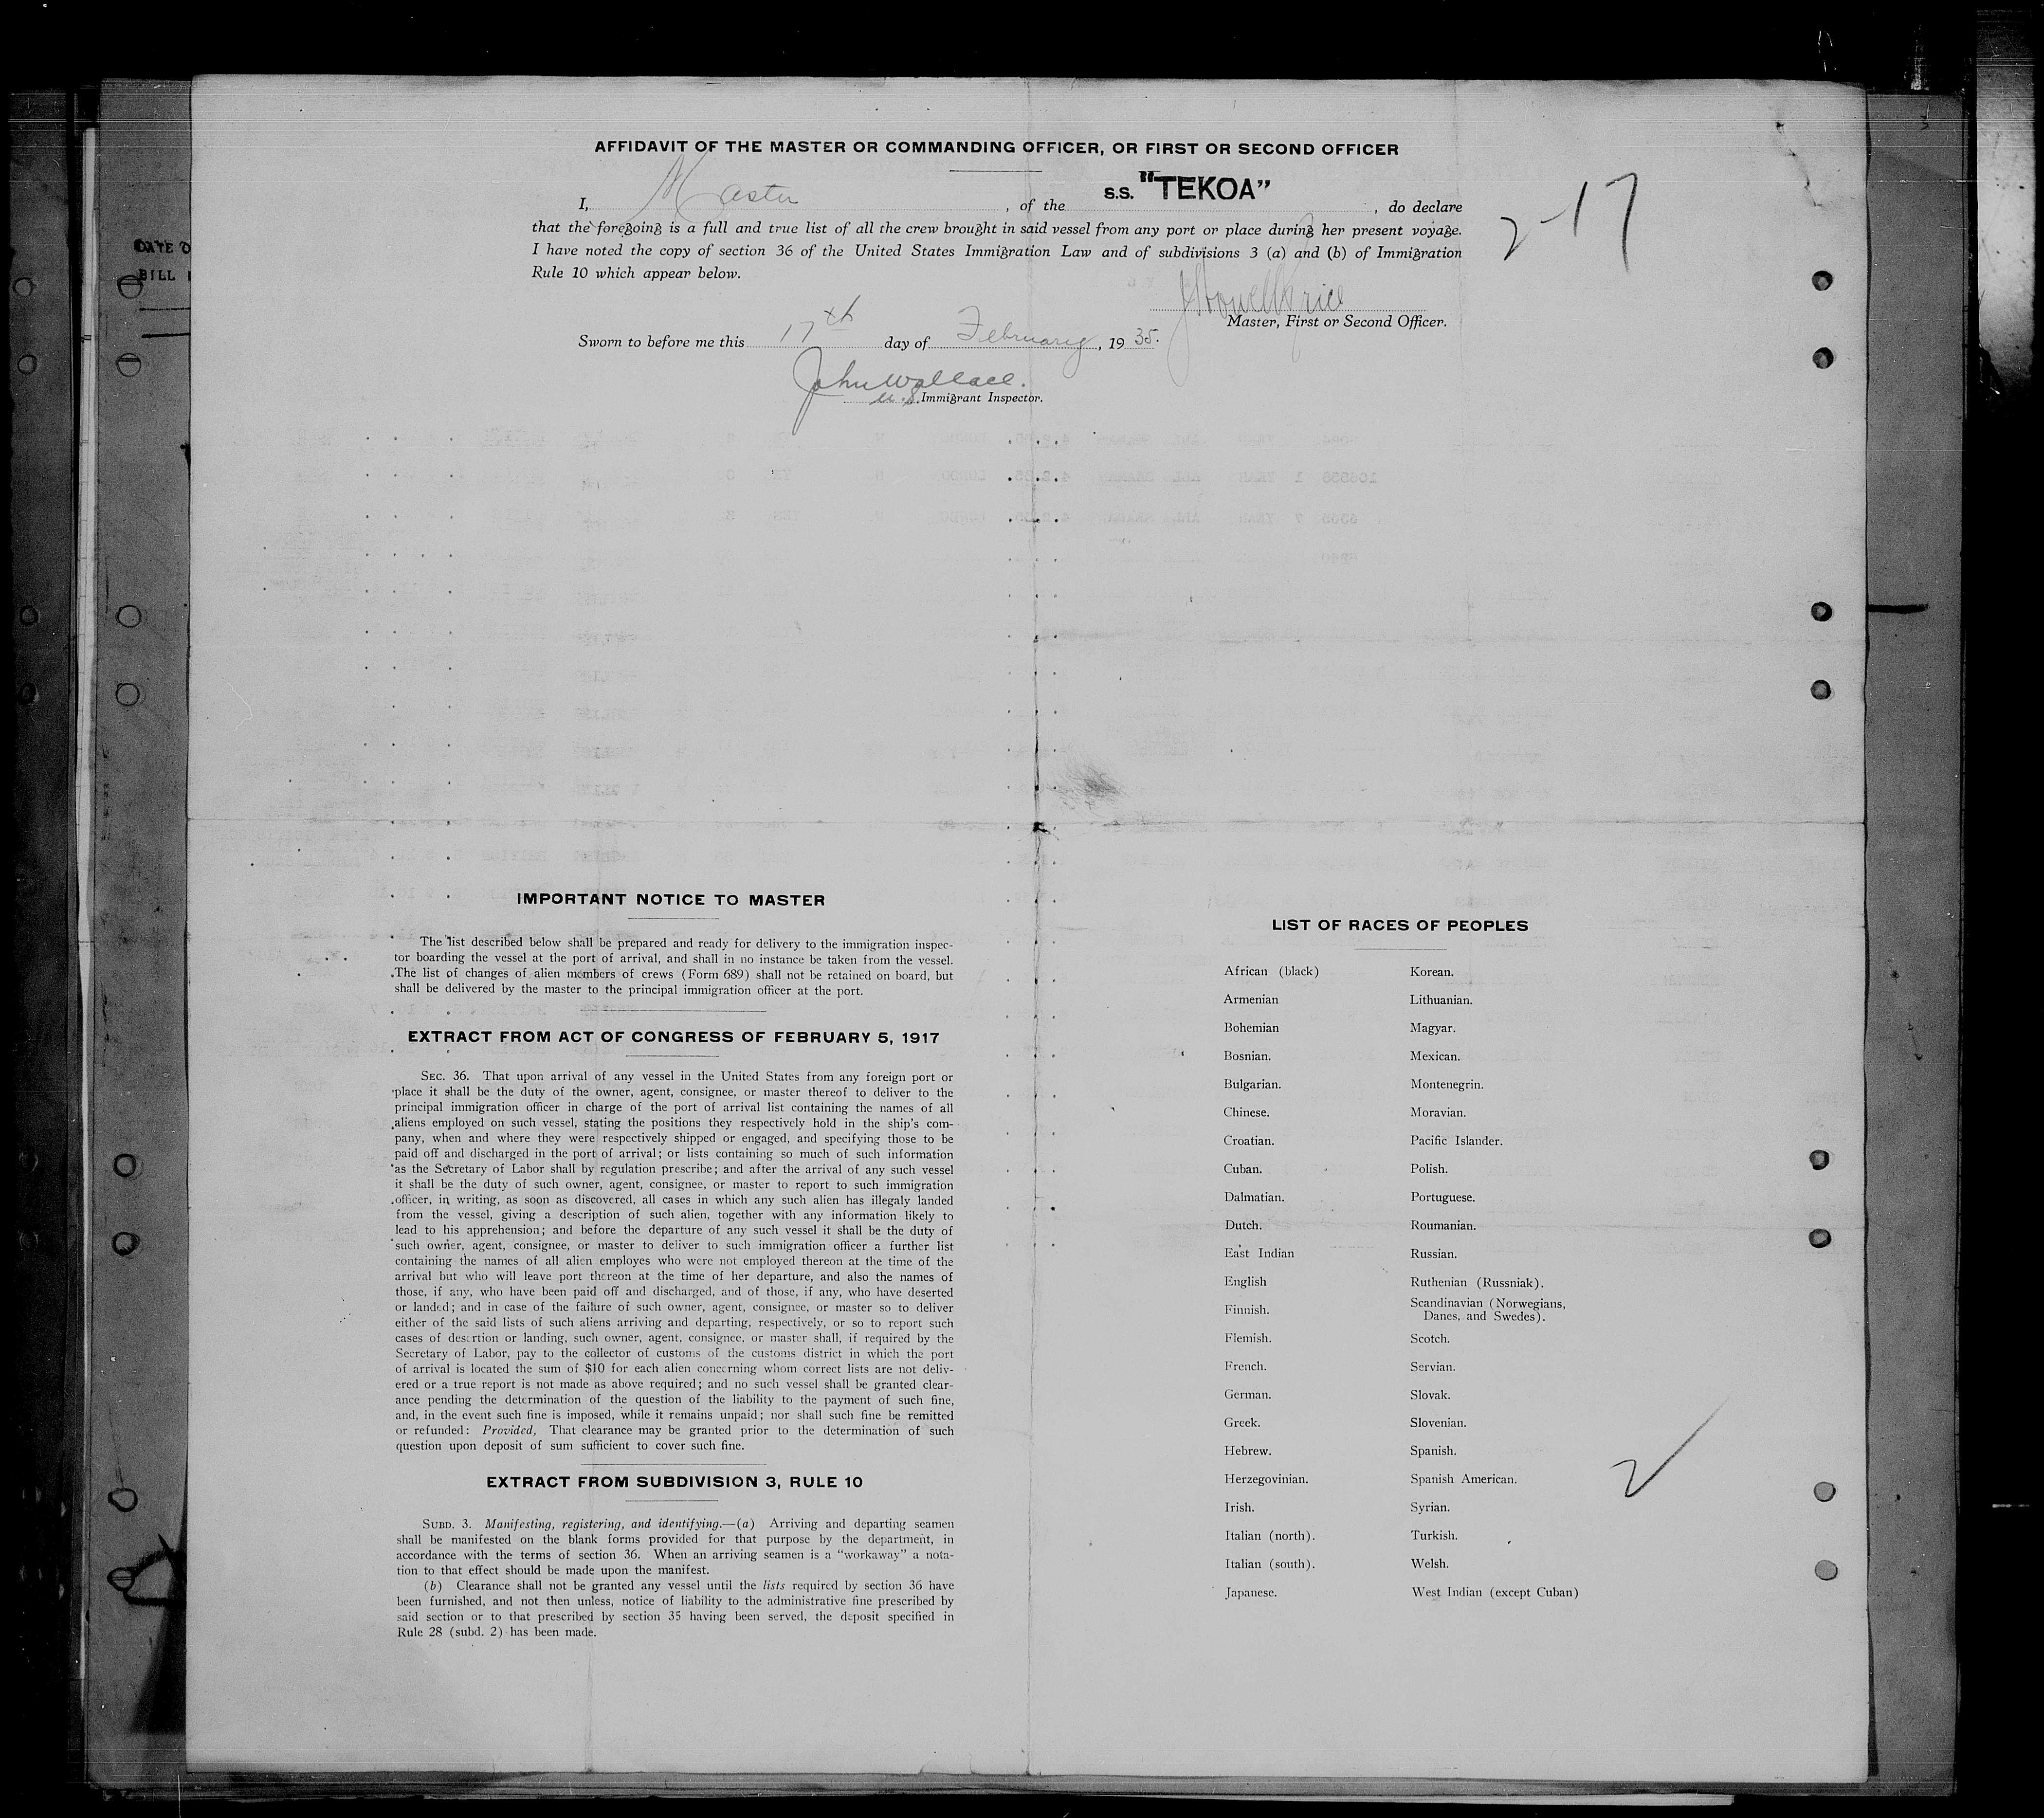 AFFIDAVIT OF THE MASTER OR COMMANDING OFFICER, OR FIRST OR SECOND OFFICER
I, Master, of the S.S. "TEKOA", do declare
that the foregoing is a full and true list of all the crew brought in said vessel from any port or place during her present voyage.
I have noted the copy of section 36 of the United States Immigration Law and of subdivisions 3 (a) and (b) of Immigration
Rule 10 which appear below.
2-17
Master, First or Second Officer.
Sworn to before me this 17th day of February, 1935.
John Wallace.
U.S. Immigrant Inspector.
IMPORTANT NOTICE TO MASTER
The list described below shall be prepared and ready for delivery to the immigration inspec-
tor boarding the vessel at the port of arrival, and shall in no instance be taken from the vessel.
The list of changes of alien members of crews (Form 689) shall not be retained on board, but
shall be delivered by the master to the principal immigration officer at the port.
EXTRACT FROM ACT OF CONGRESS OF FEBRUARY 5, 1917
SEC. 36. That upon arrival of any vessel in the United States from any foreign port or
place it shall be the duty of the owner, agent, consignee, or master thereof to deliver to the
principal immigration officer in charge of the port of arrival list containing the names of all
aliens employed on such vessel, stating the positions they respectively hold in the ship's com-
pany, when and where they were respectively shipped or engaged, and specifying those to be
paid off and discharged in the port of arrival; or lists containing so much of such information
as the Secretary of Labor shall by regulation prescribe; and after the arrival of any such vessel
it shall be the duty of such owner, agent, consignee, or master to report to such immigration
officer, in writing, as soon as discovered, all cases in which any such alien has illegaly landed
from the vessel, giving a description of such alien, together with any information likely to
lead to his apprehension; and before the departure of any such vessel it shall be the duty of
such owner, agent, consignee, or master to deliver to such immigration officer a further list
containing the names of all alien employes who were not employed thereon at the time of the
arrival but who will leave port thereon at the time of her departure, and also the names of
those, if any, who have been paid off and discharged, and of those, if any, who have deserted
or landed; and in case of the failure of such owner, agent, consignee, or master so to deliver
either of the said lists of such aliens arriving and departing, respectively, or so to report such
cases of desertion or landing, such owner, agent, consignee, or master shall, if required by the
Secretary of Labor, pay to the collector of customs of the customs district in which the port
of arrival is located the sum of $10 for each alien concerning whom correct lists are not deliv-
ered or a true report is not made as above required; and no such vessel shall be granted clear-
ance pending the determination of the question of the liability to the payment of such fine,
and, in the event such fine is imposed, while it remains unpaid; nor shall such fine be remitted
or refunded: Provided, That clearance may be granted prior to the determination of such
question upon deposit of sum sufficient to cover such fine.
EXTRACT FROM SUBDIVISION 3, RULE 10
SUBD. 3. Manifesting, registering, and identifying.—(a) Arriving and departing seamen
shall be manifested on the blank forms provided for that purpose by the department, in
accordance with the terms of section 36. When an arriving seamen is a "workaway" a nota-
tion to that effect should be made upon the manifest.
(b) Clearance shall not be granted any vessel until the lists required by section 36 have
been furnished, and not then unless, notice of liability to the administrative fine prescribed by
said section or to that prescribed by section 35 having been served, the deposit specified in
Rule 28 (subd. 2) has been made.
LIST OF RACES OF PEOPLES
African (black) Korean.
Armenian Lithuanian.
Bohemian Magyar.
Bosnian. Mexican.
Bulgarian. Montenegrin.
Chinese. Moravian.
Croatian. Pacific Islander.
Cuban. Polish.
Dalmatian. Portuguese.
Dutch. Roumanian.
East Indian Russian.
English Ruthenian (Russniak).
Finnish. Scandinavian (Norwegians,
Danes, and Swedes).
Flemish. Scotch.
French. Servian.
German. Slovak.
Greek. Slovenian.
Hebrew. Spanish.
Herzegovinian. Spanish American.
Irish. Syrian.
Italian (north). Turkish.
Italian (south). Welsh.
Japanese. West Indian (except Cuban)